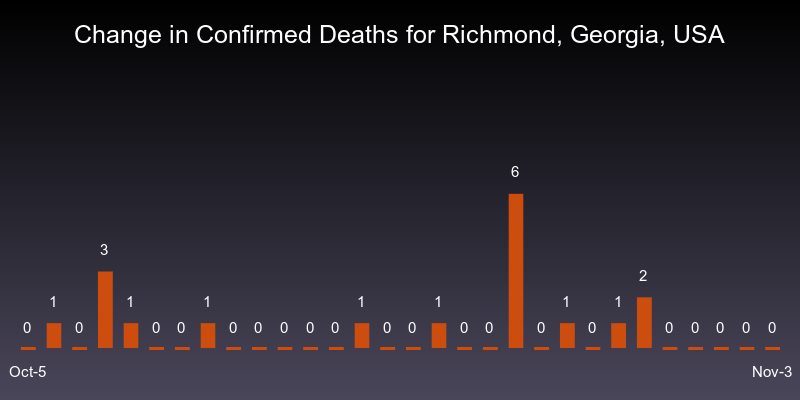 Change in Confirmed Deaths for Richmond, Georgia, USA
6
3
2
1 1 1 1 1 1 1
0 0 0 0 0 0 0 0 0 0 0 0 0 0 0 0 0 0 0 0
Oct-5 Nov-3